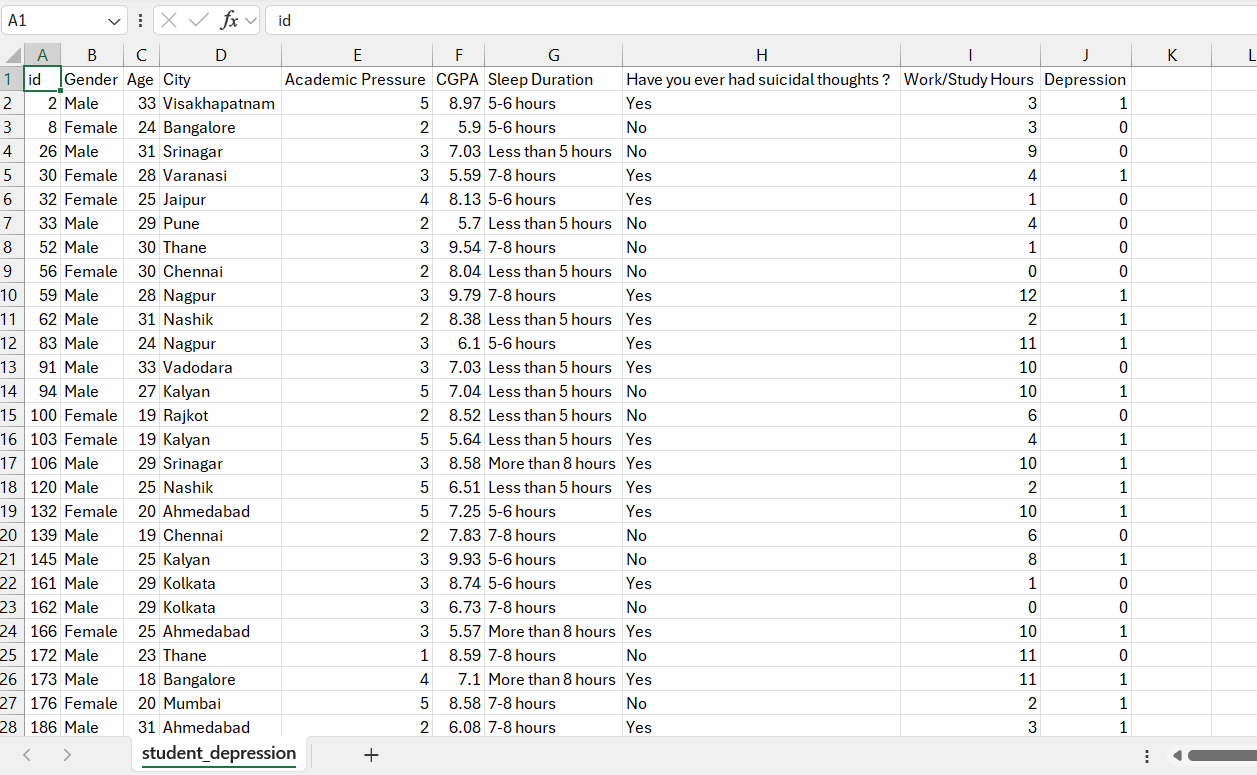 A1 fx id
A B C D E F G H I J K L
1 id Gender Age City Academic Pressure CGPA Sleep Duration Have you ever had suicidal thoughts ? Work/Study Hours Depression
2 2 Male 33 Visakhapatnam 5 8.97 5-6 hours Yes 3 1
3 8 Female 24 Bangalore 2 5.9 5-6 hours No 3 0
4 26 Male 31 Srinagar 3 7.03 Less than 5 hours No 9 0
5 30 Female 28 Varanasi 3 5.59 7-8 hours Yes 4 1
6 32 Female 25 Jaipur 4 8.13 5-6 hours Yes 1 0
7 33 Male 29 Pune 2 5.7 Less than 5 hours No 4 0
8 52 Male 30 Thane 3 9.54 7-8 hours No 1 0
9 56 Female 30 Chennai 2 8.04 Less than 5 hours No 0 0
10 59 Male 28 Nagpur 3 9.79 7-8 hours Yes 12 1
11 62 Male 31 Nashik 2 8.38 Less than 5 hours Yes 2 1
12 83 Male 24 Nagpur 3 6.1 5-6 hours Yes 11 1
13 91 Male 33 Vadodara 3 7.03 Less than 5 hours Yes 10 0
14 94 Male 27 Kalyan 5 7.04 Less than 5 hours No 10 1
15 100 Female 19 Rajkot 2 8.52 Less than 5 hours No 6 0
16 103 Female 19 Kalyan 5 5.64 Less than 5 hours Yes 4 1
17 106 Male 29 Srinagar 3 8.58 More than 8 hours Yes 10 1
18 120 Male 25 Nashik 5 6.51 Less than 5 hours Yes 2 1
19 132 Female 20 Ahmedabad 5 7.25 5-6 hours Yes 10 1
20 139 Male 19 Chennai 2 7.83 7-8 hours No 6 0
21 145 Male 25 Kalyan 3 9.93 5-6 hours No 8 1
22 161 Male 29 Kolkata 3 8.74 5-6 hours Yes 1 0
23 162 Male 29 Kolkata 3 6.73 7-8 hours No 0 0
24 166 Female 25 Ahmedabad 3 5.57 More than 8 hours Yes 10 1
25 172 Male 23 Thane 1 8.59 7-8 hours No 11 0
26 173 Male 18 Bangalore 4 7.1 More than 8 hours Yes 11 1
27 176 Female 20 Mumbai 5 8.58 7-8 hours No 2 1
28 186 Male 31 Ahmedabad 2 6.08 7-8 hours Yes 3 1
student_depression